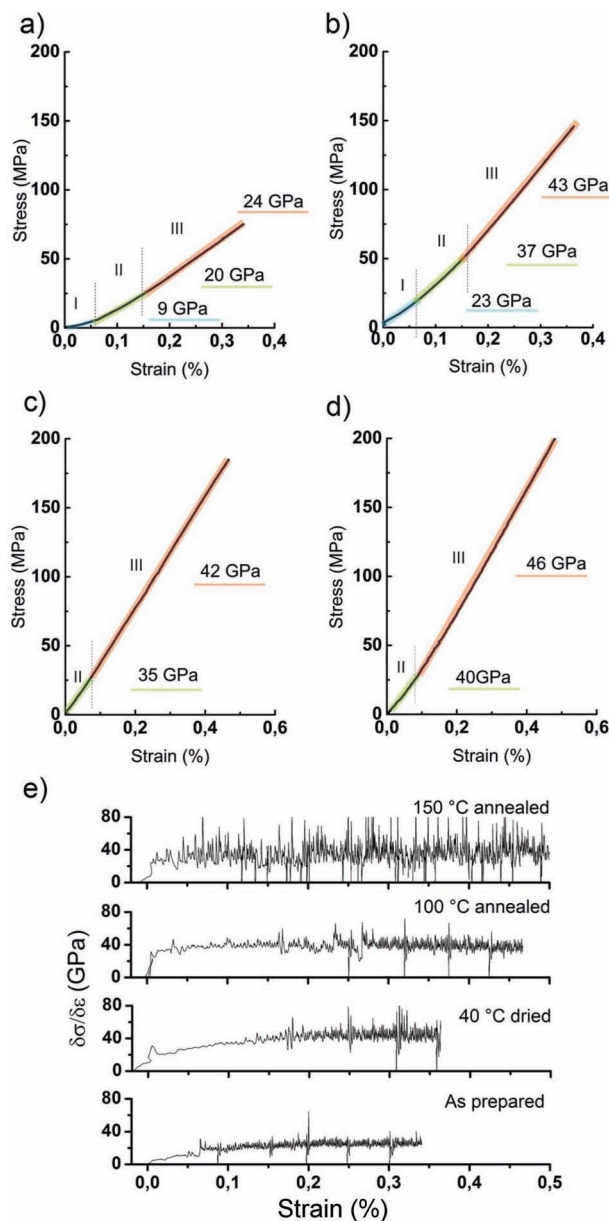 a)
200
150
100
50
0
Stress (MPa)
I
II
III
24 GPa
20 GPa
9 GPa
0,0 0,1 0,2 0,3 0,4
Strain (%)
b)
200
150
100
50
0
Stress (MPa)
I
II
III
43 GPa
37 GPa
23 GPa
0,0 0,1 0,2 0,3 0,4
Strain (%)
c)
200
150
100
50
0
Stress (MPa)
II
III
42 GPa
35 GPa
0,0 0,2 0,4 0,6
Strain (%)
d)
200
150
100
50
0
Stress (MPa)
II
III
46 GPa
40GPa
0,0 0,2 0,4 0,6
Strain (%)
e)
δσ/δε (GPa)
150 °C annealed
80
40
0
100 °C annealed
80
40
0
40 °C dried
80
40
0
As prepared
80
40
0
0,0 0,1 0,2 0,3 0,4 0,5
Strain (%)